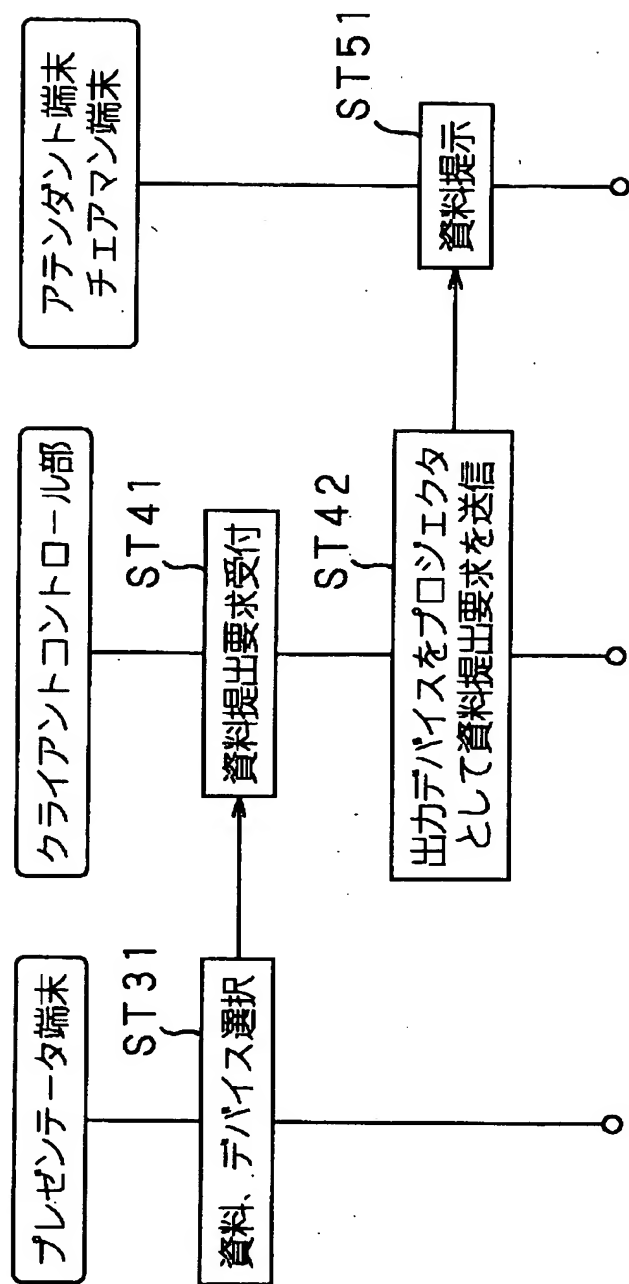 プレゼンテータ端末
ST31
資料、デバイス選択
クライアントコントロール部
ST41
資料提出要求受付
ST42
出力デバイスをプロジェクタ
として資料提出要求を送信
アテンダント端末
チェアマン端末
ST51
資料提示